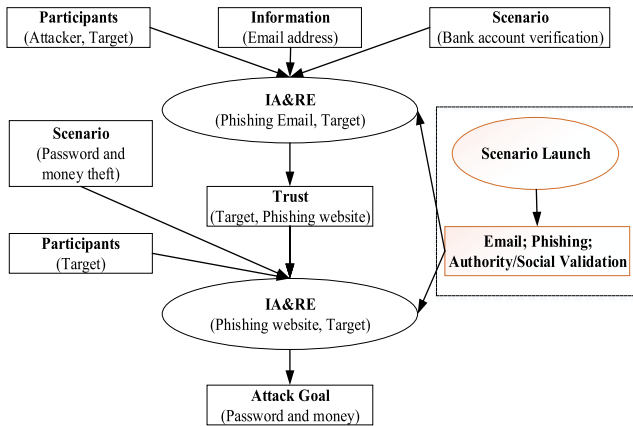 Participants
(Attacker, Target)
Information
(Email address)
Scenario
(Bank account verification)
IA&RE
(Phishing Email, Target)
Scenario
(Password and
money theft)
Scenario Launch
Trust
(Target, Phishing website)
Participants
(Target)
Email; Phishing;
Authority/Social Validation
IA&RE
(Phishing website, Target)
Attack Goal
(Password and money)